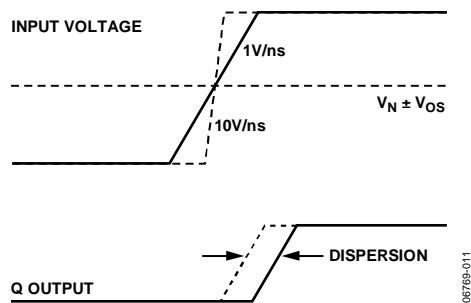 INPUT VOLTAGE
1V/ns
V_N ± V_OS
10V/ns
DISPERSION
Q OUTPUT
06769-011